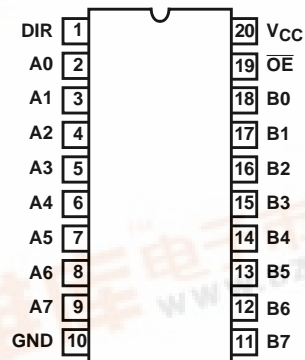 DIR 1 20 VCC
A0 2 19 OE
A1 3 18 B0
A2 4 17 B1
A3 5 16 B2
A4 6 15 B3
A5 7 14 B4
A6 8 13 B5
A7 9 12 B6
GND 10 11 B7